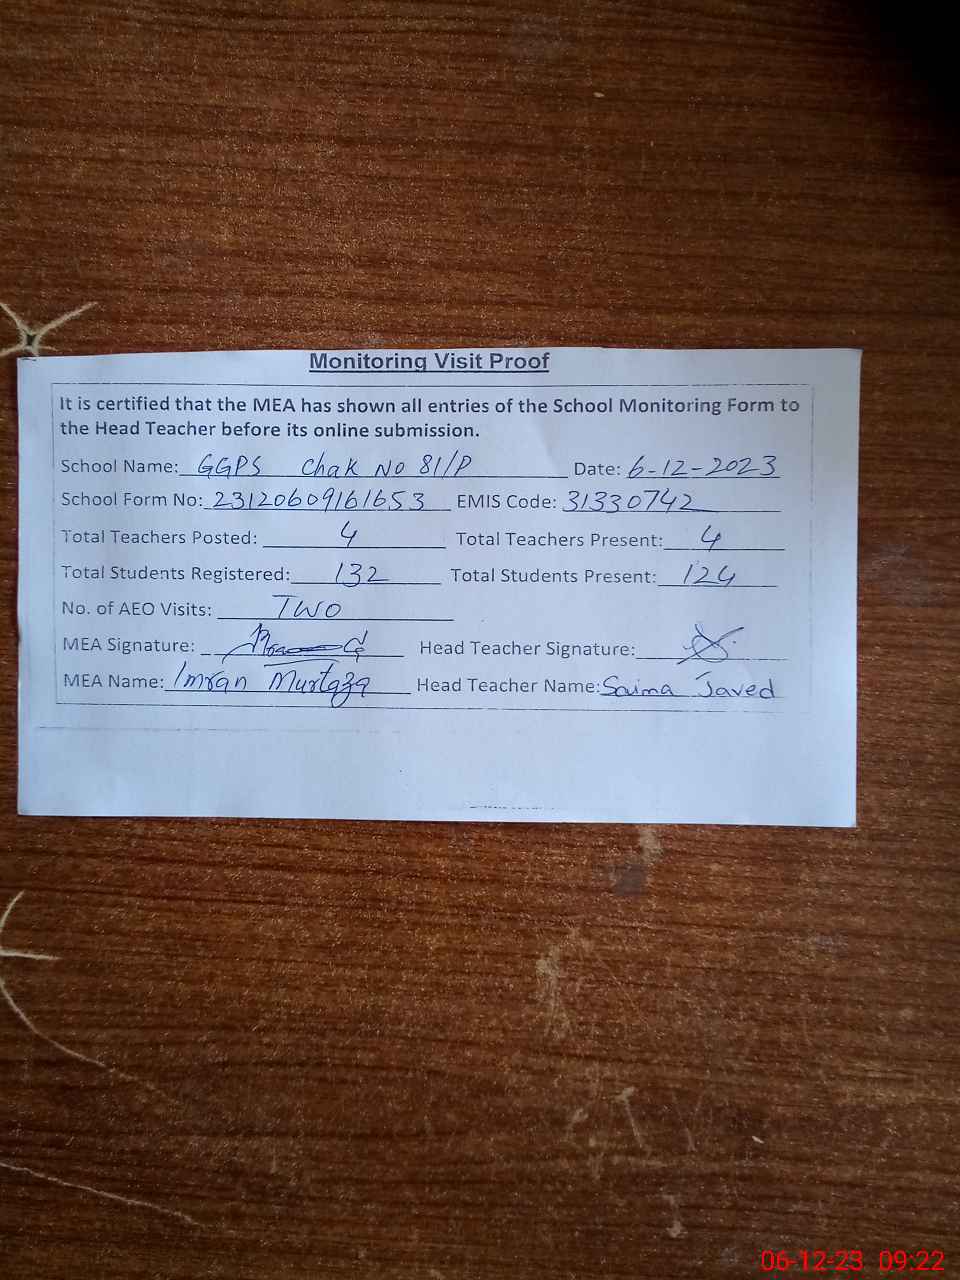 Monitoring Visit Proof
It is certified that the MEA has shown all entries of the School Monitoring Form to
the Head Teacher before its online submission.
School Name: GGPS Chak No 81/P Date: 6-12-2023
School Form No: 23120609161653 EMIS Code: 31330742
Total Teachers Posted: 4 Total Teachers Present: 4
Total Students Registered: 132 Total Students Present: 124
No. of AEO Visits: TWO
MEA Signature: Head Teacher Signature:
MEA Name: Imran Murtaza Head Teacher Name: Saima Javed
06-12-23 09:22